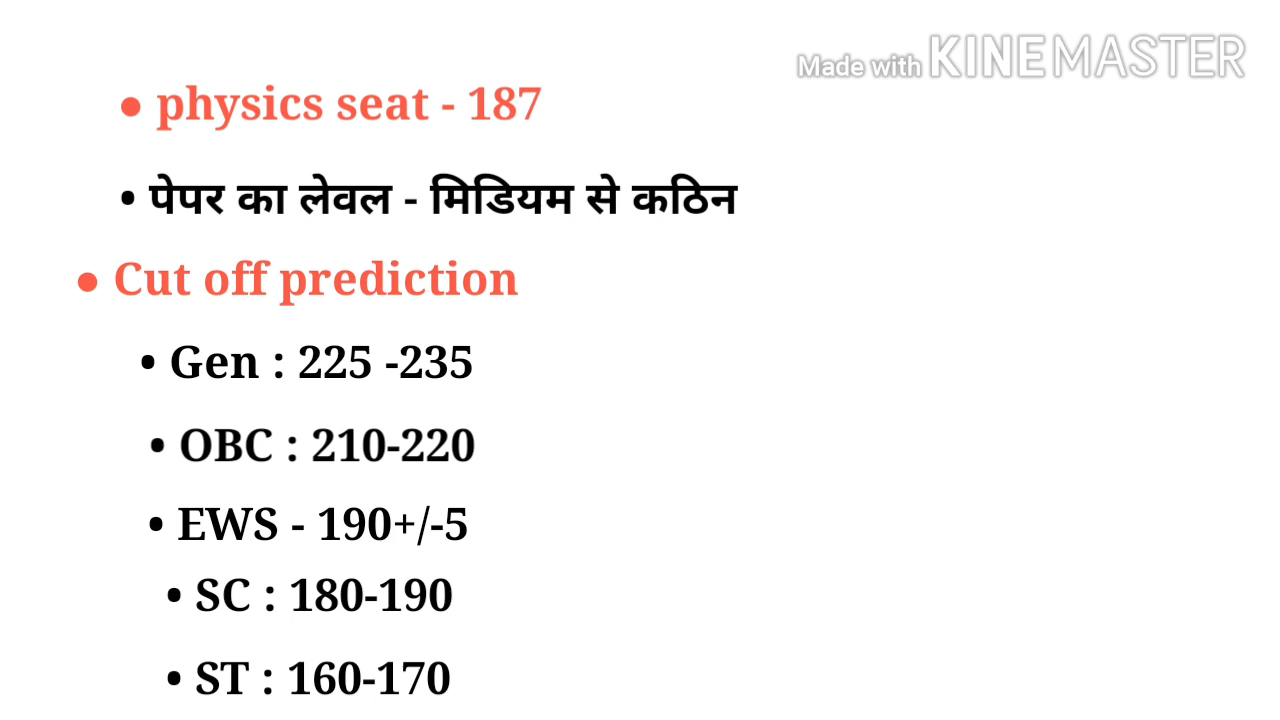 Made with KINEMASTER
● physics seat - 187
• पेपर का लेवल - मिडियम से कठिन
● Cut off prediction
• Gen : 225 -235
• OBC : 210-220
• EWS - 190+/-5
• SC : 180-190
• ST : 160-170